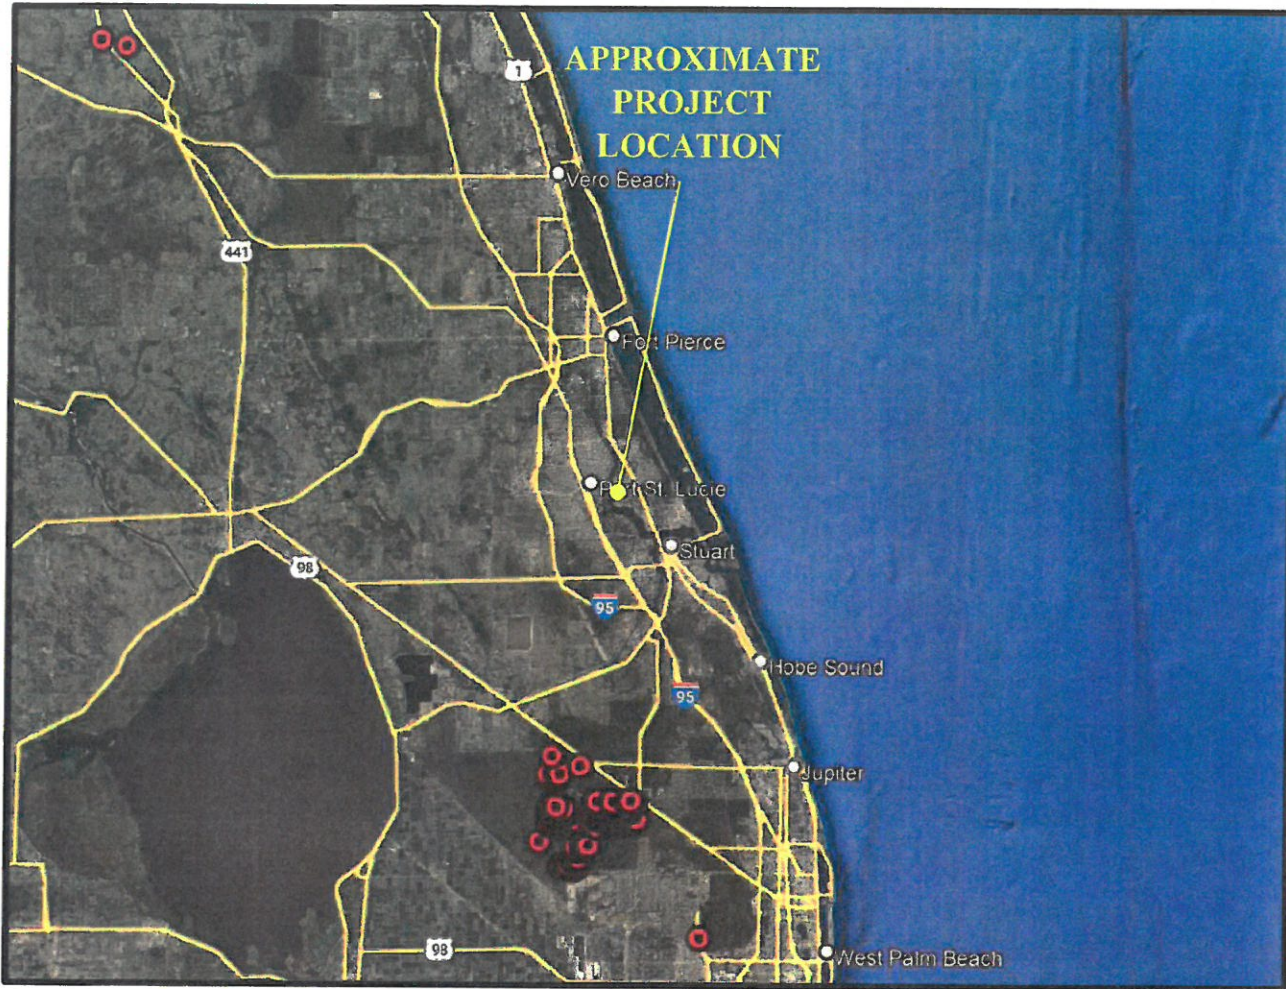 1
APPROXIMATE
PROJECT
LOCATION
Vero Beach
441
Fort Pierce
Port St. Lucie
Stuart
98
95
Hobe Sound
95
Jupiter
98
West Palm Beach